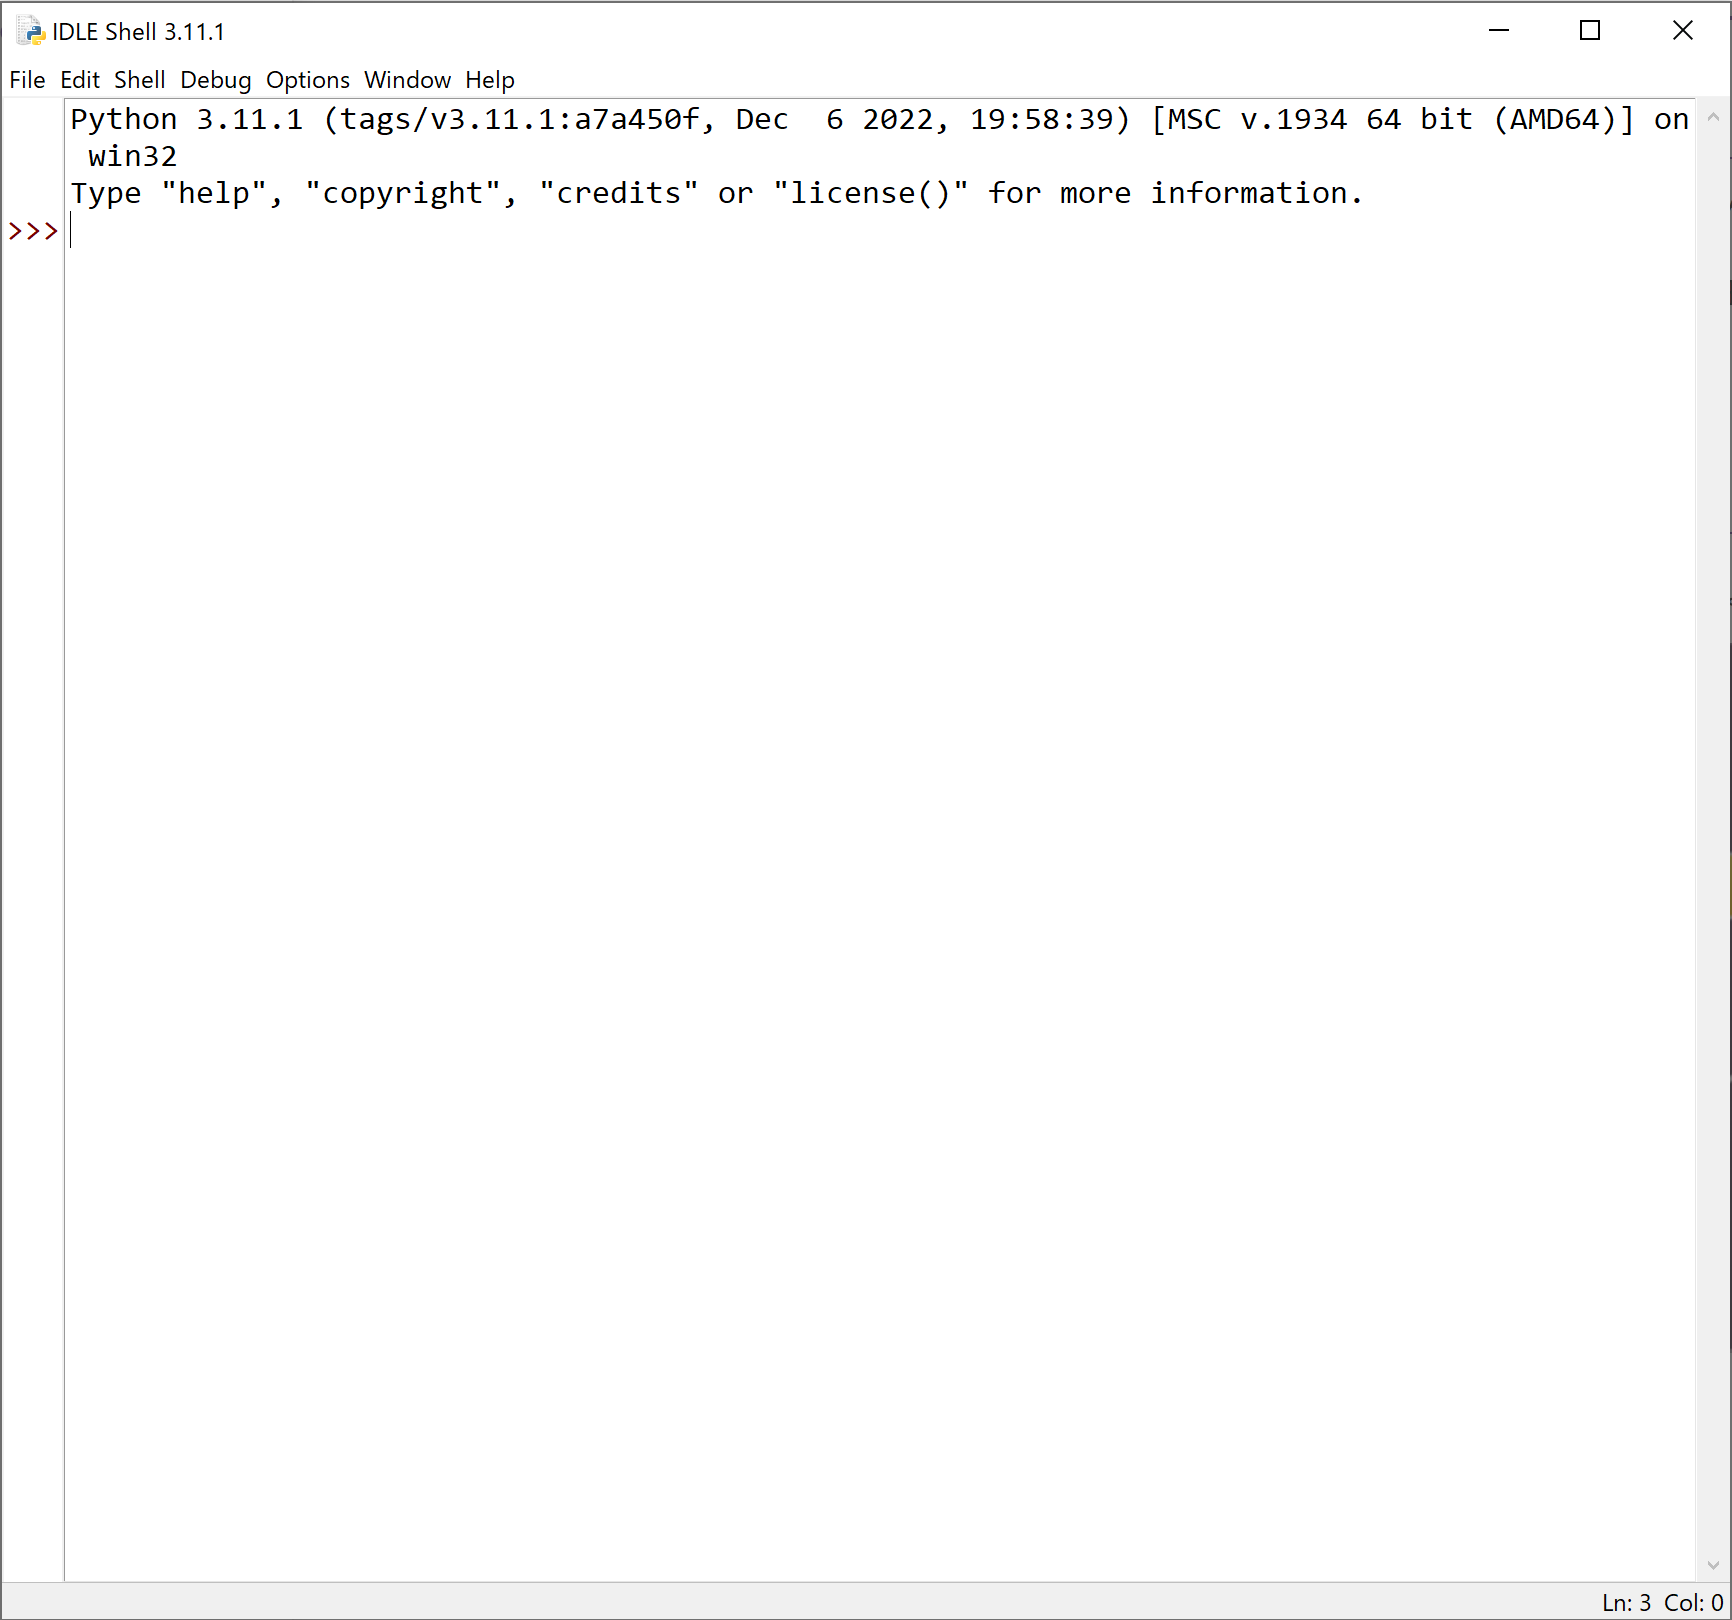 IDLE Shell 3.11.1
File Edit Shell Debug Options Window Help
Python 3.11.1 (tags/v3.11.1:a7a450f, Dec  6 2022, 19:58:39) [MSC v.1934 64 bit (AMD64)] on
win32
Type "help", "copyright", "credits" or "license()" for more information.
>>>
Ln: 3 Col: 0